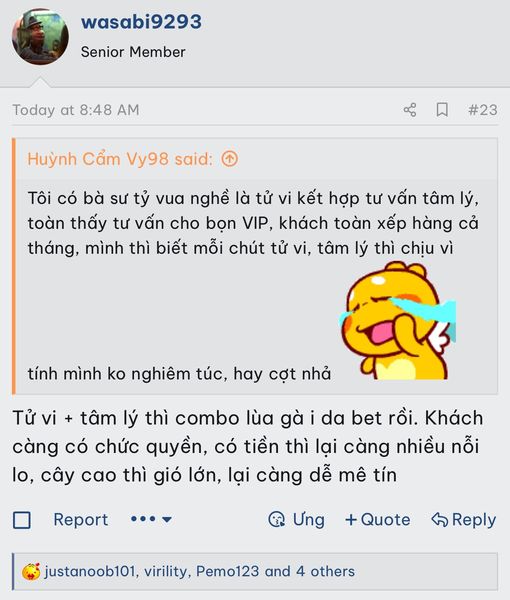 wasabi9293
Senior Member
Today at 8:48 AM
#23
Huỳnh Cẩm Vy98 said:
Tôi có bà sư tỷ vua nghề là tử vi kết hợp tư vấn tâm lý,
toàn thấy tư vấn cho bọn VIP, khách toàn xếp hàng cả
tháng, mình thì biết mỗi chút tử vi, tâm lý thì chịu vì
tính mình ko nghiêm túc, hay cợt nhả
Tử vi + tâm lý thì combo lùa gà i da bet rồi. Khách
càng có chức quyền, có tiền thì lại càng nhiều nỗi
lo, cây cao thì gió lớn, lại càng dễ mê tín
Report ••• Ưng +Quote Reply
justanoob101, virility, Pemo123 and 4 others